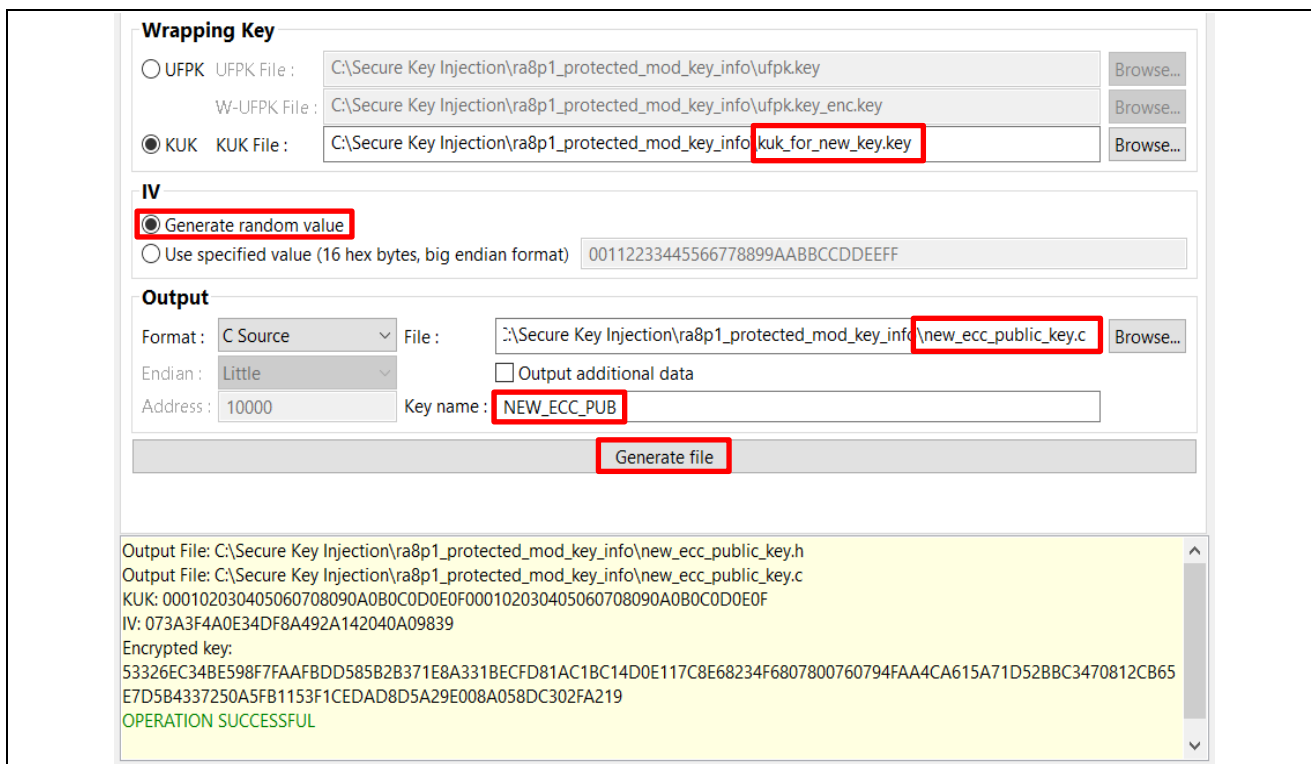 Wrapping Key
UFPK UFPK File : C:\Secure Key Injection\ra8p1_protected_mod_key_info\ufpk.key Browse...
W-UFPK File : C:\Secure Key Injection\ra8p1_protected_mod_key_info\ufpk.key_enc.key Browse...
KUK KUK File : C:\Secure Key Injection\ra8p1_protected_mod_key_info\kuk_for_new_key.key Browse...
IV
Generate random value
Use specified value (16 hex bytes, big endian format) 00112233445566778899AABBCCDDEEFF
Output
Format : C Source File : C:\Secure Key Injection\ra8p1_protected_mod_key_info\new_ecc_public_key.c Browse...
Endian : Little Output additional data
Address : 10000 Key name : NEW_ECC_PUB
Generate file
Output File: C:\Secure Key Injection\ra8p1_protected_mod_key_info\new_ecc_public_key.h
Output File: C:\Secure Key Injection\ra8p1_protected_mod_key_info\new_ecc_public_key.c
KUK: 000102030405060708090A0B0C0D0E0F000102030405060708090A0B0C0D0E0F
IV: 073A3F4A0E34DF8A492A142040A09839
Encrypted key:
53326EC34BE598F7FAAFBDD585B2B371E8A331BECFD81AC1BC14D0E117C8E68234F6807800760794FAA4CA615A71D52BBC3470812CB65
E7D5B4337250A5FB1153F1CEDAD8D5A29E008A058DC302FA219
OPERATION SUCCESSFUL